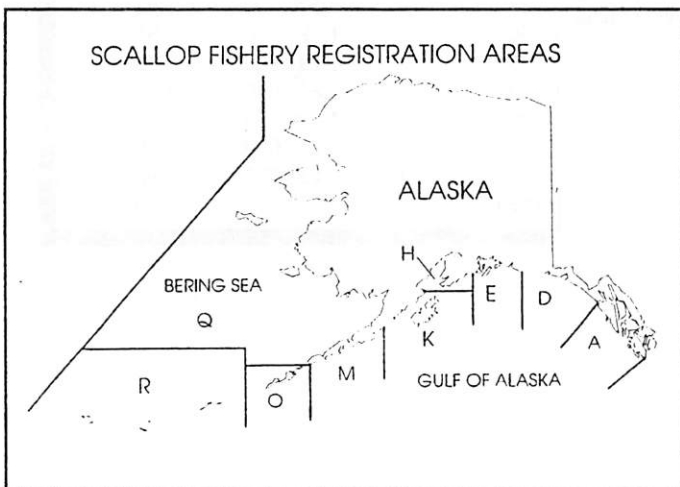 SCALLOP FISHERY REGISTRATION AREAS
ALASKA
H
BERING SEA
E
D
Q
K
A
M
GULF OF ALASKA
R
O